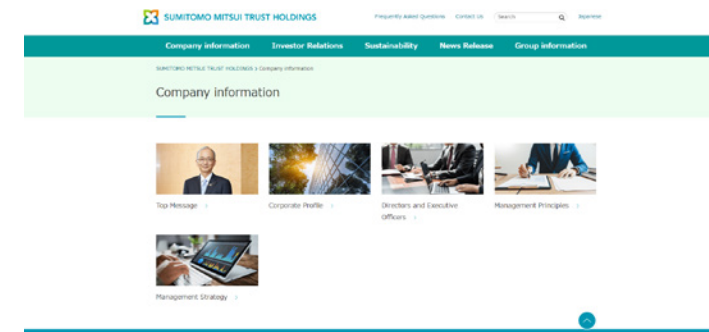 SUMITOMO MITSUI TRUST HOLDINGS
Frequently Asked Questions Contact Us Search Japanese
Company information Investor Relations Sustainability News Release Group information
SUMITOMO MITSUI TRUST HOLDINGS > Company information
Company information
Top Message
Corporate Profile
Directors and Executive
Officers
Management Principles
Management Strategy